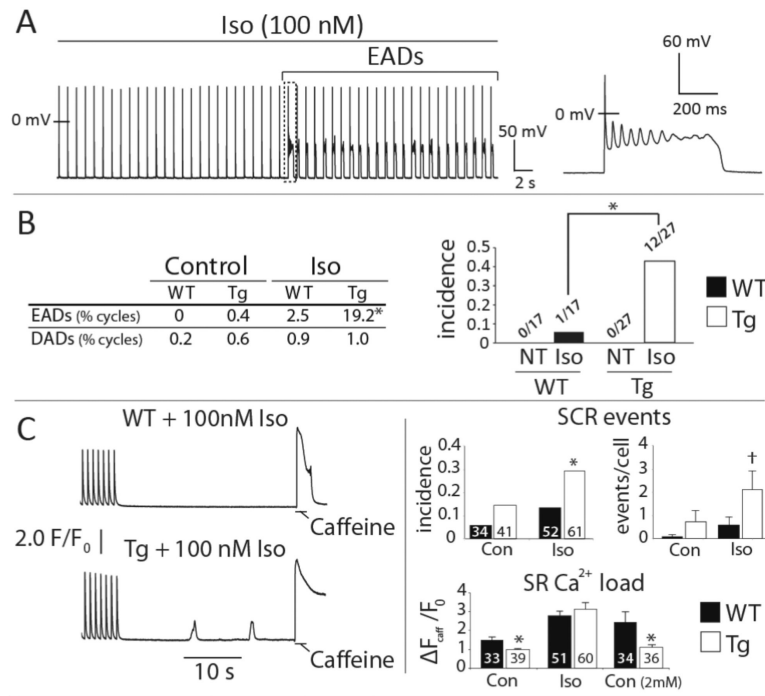 A
Iso (100 nM)
EADs
0 mV
50 mV
2 s
60 mV
0 mV
200 ms
B
Control Iso
WT Tg WT Tg
EADs (% cycles) 0 0.4 2.5 19.2*
DADs (% cycles) 0.2 0.6 0.9 1.0
incidence
0.5
0.4
0.3
0.2
0.1
0
0/17 1/17 0/27 12/27
*
NT Iso NT Iso
WT Tg
WT
Tg
C
WT + 100nM Iso
Caffeine
2.0 F/F0
Tg + 100 nM Iso
Caffeine
10 s
SCR events
incidence
0.4
0.3
0.2
0.1
0
34 41 52 61
*
Con Iso
events/cell
4
3
2
1
0
†
Con Iso
SR Ca2+ load
ΔFcaff/F0
4
3
2
1
0
33 39 51 60 34 36
* *
Con Iso Con (2mM)
WT
Tg